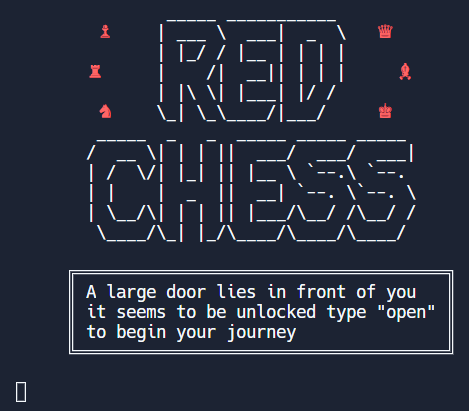 RED
CHESS
A large door lies in front of you
it seems to be unlocked type "open"
to begin your journey